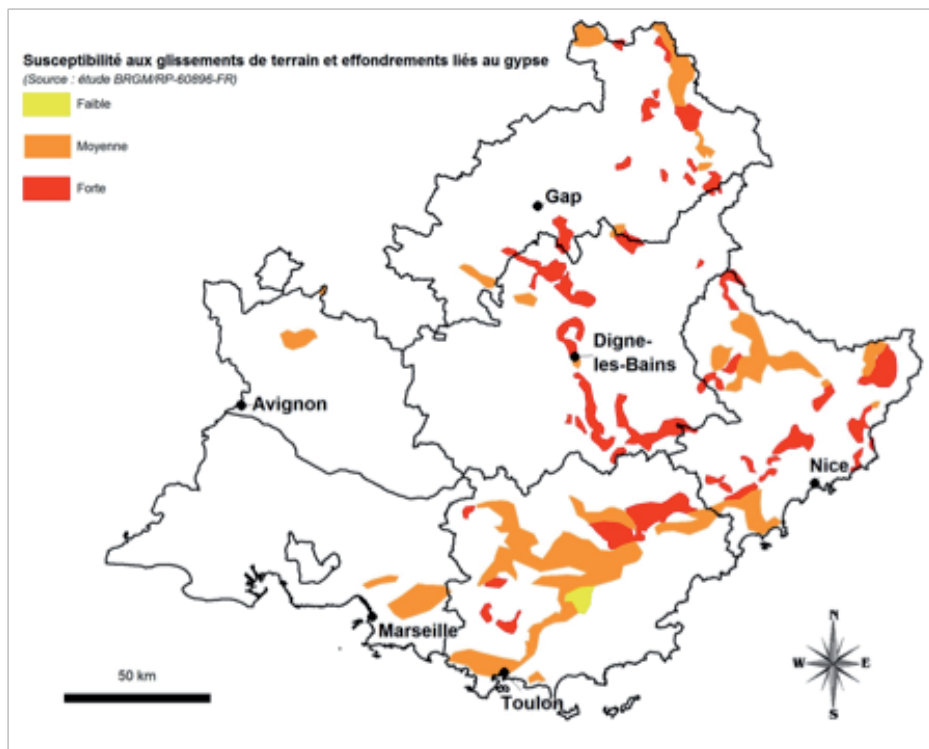 Susceptibilité aux glissements de terrain et effondrements liés au gypse
(Source : étude BRGM/RP-60896-FR)
Faible
Moyenne
Forte
Gap
Digne-
les-Bains
Avignon
Nice
Marseille
Toulon
50 km
N
W E
S